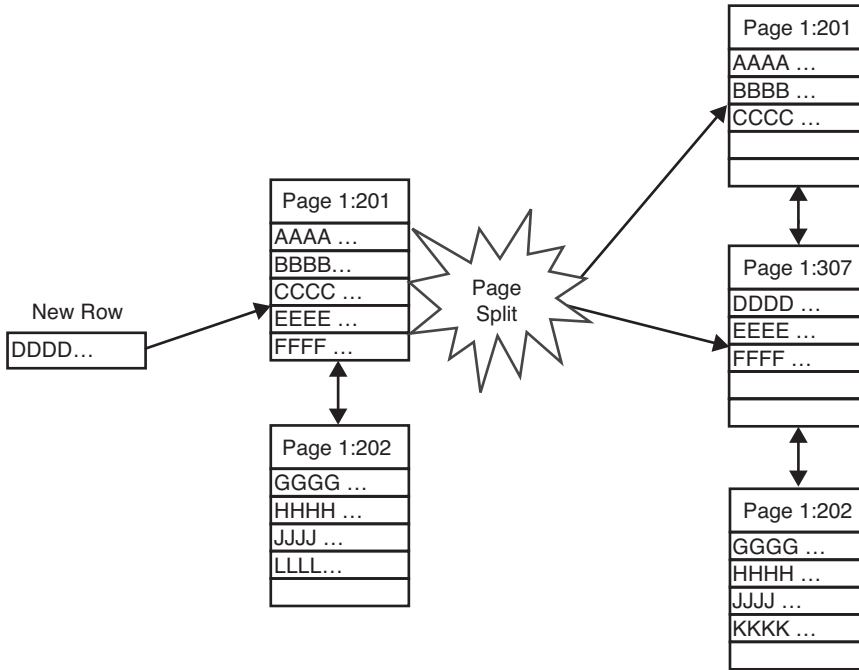 New Row
DDDD...
Page 1:201
AAAA ...
BBBB...
CCCC ...
EEEE ...
FFFF ...
Page 1:202
GGGG ...
HHHH ...
JJJJ ...
LLLL...
Page
Split
Page 1:201
AAAA ...
BBBB ...
CCCC ...
Page 1:307
DDDD ...
EEEE ...
FFFF ...
Page 1:202
GGGG ...
HHHH ...
JJJJ ...
KKKK ...